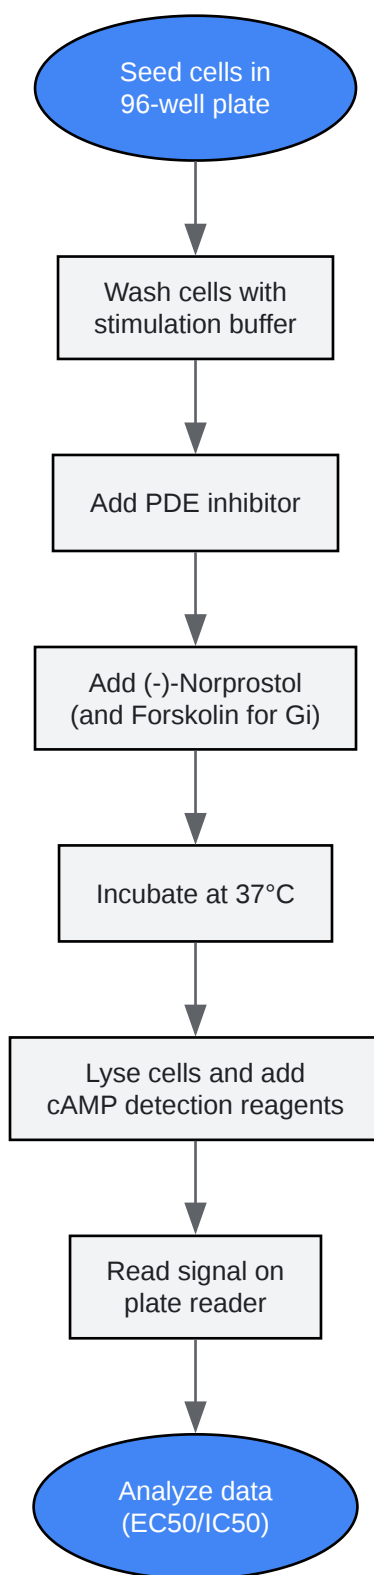 Seed cells in
96-well plate
Wash cells with
stimulation buffer
Add PDE inhibitor
Add (-)-Norprostol
(and Forskolin for Gi)
Incubate at 37°C
Lyse cells and add
cAMP detection reagents
Read signal on
plate reader
Analyze data
(EC50/IC50)